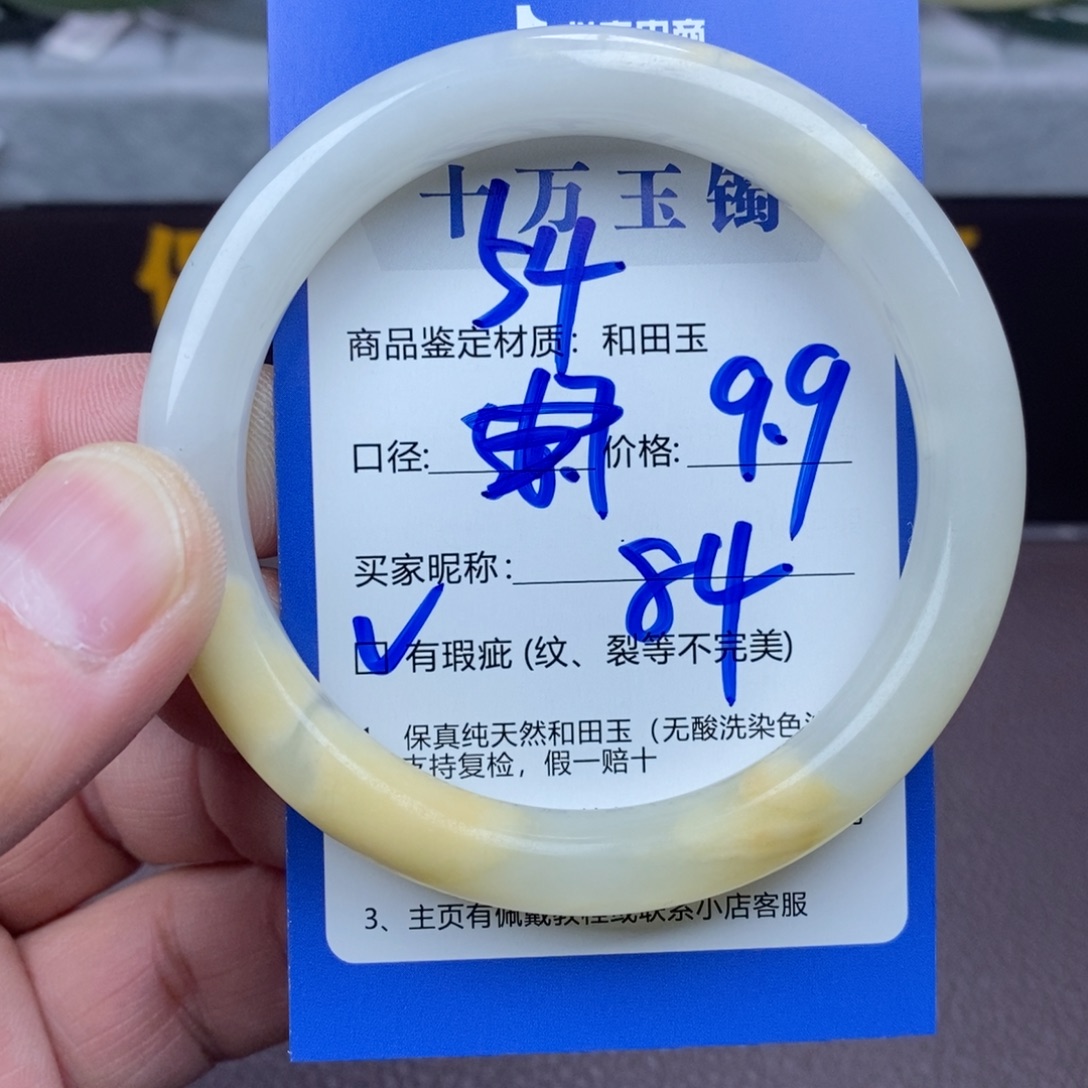 十万玉镯
54
商品鉴定材质：和田玉
口径: 价格: 9.9
买家昵称: 84
✓ 有瑕疵 (纹、裂等不完美)
1、保真纯天然和田玉（无酸洗染色
支持复检，假一赔十
3、主页有佩戴教程或联系小店客服